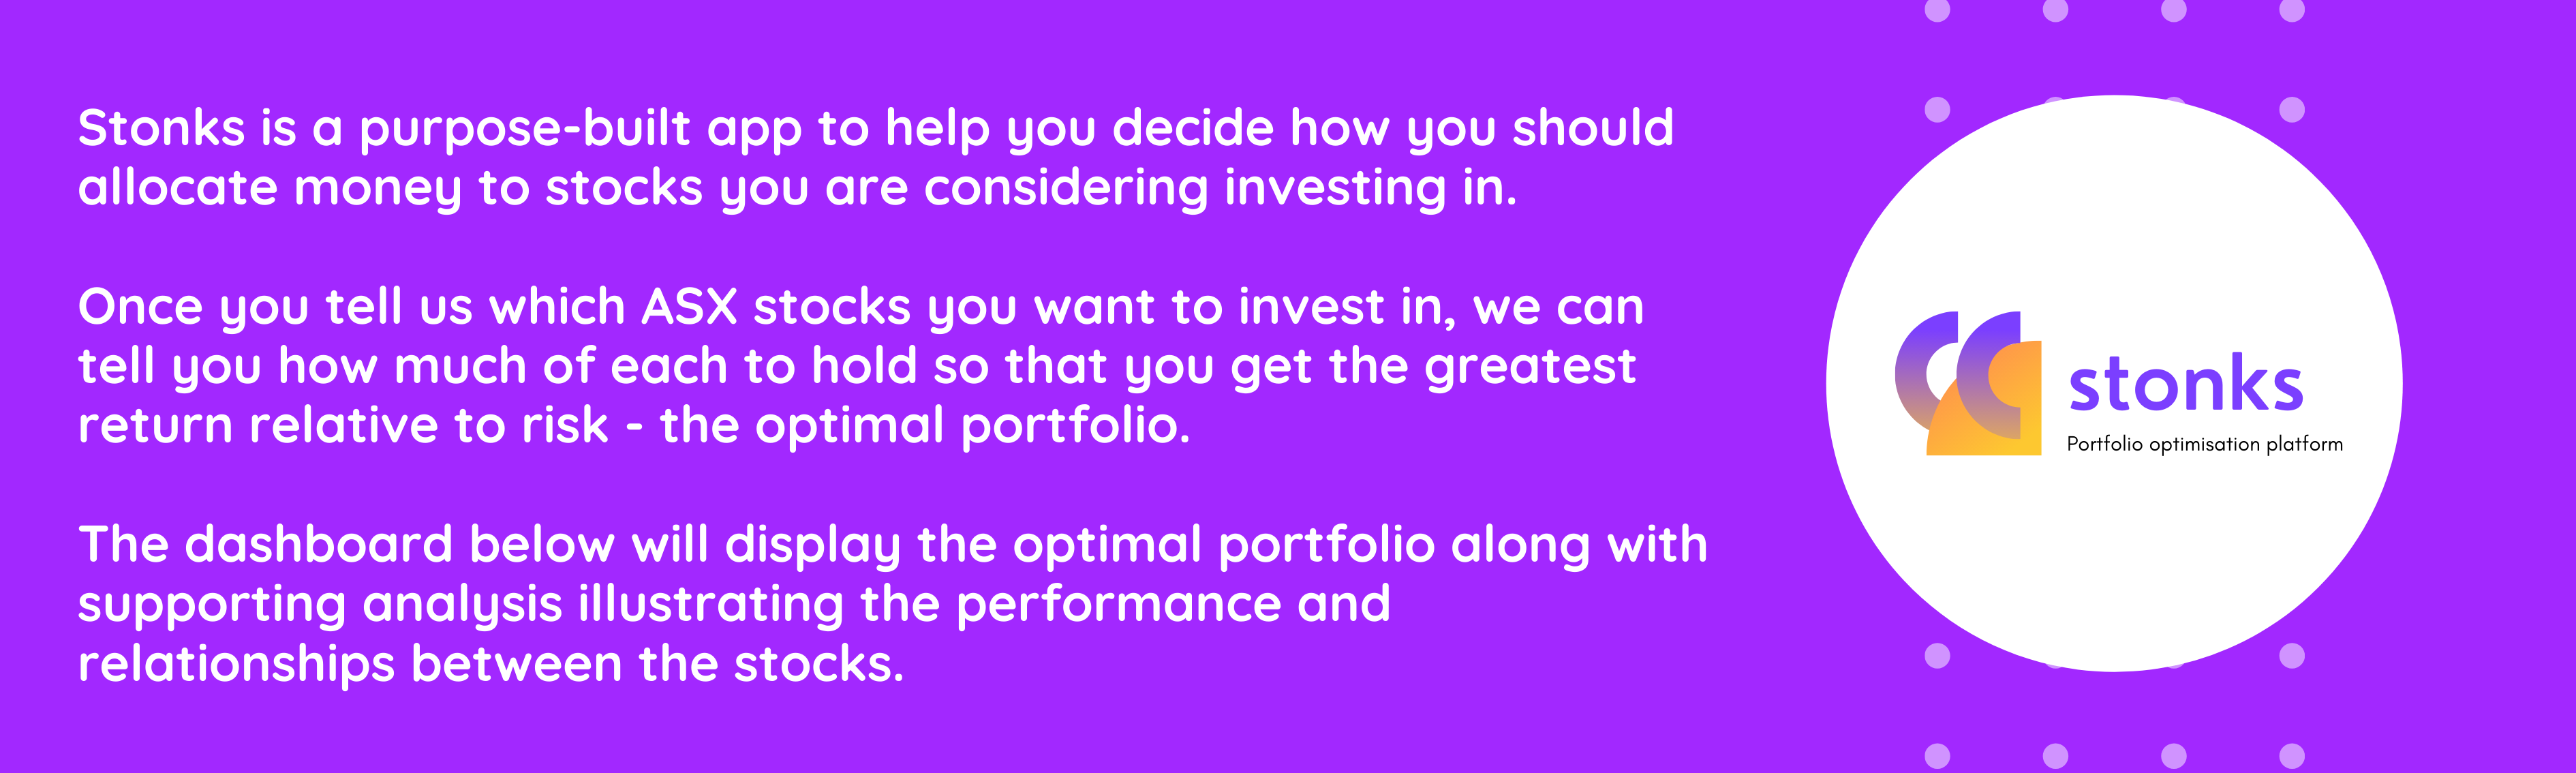 Stonks is a purpose-built app to help you decide how you should
allocate money to stocks you are considering investing in.
Once you tell us which ASX stocks you want to invest in, we can
tell you how much of each to hold so that you get the greatest
return relative to risk - the optimal portfolio.
The dashboard below will display the optimal portfolio along with
supporting analysis illustrating the performance and
relationships between the stocks.
stonks
Portfolio optimisation platform